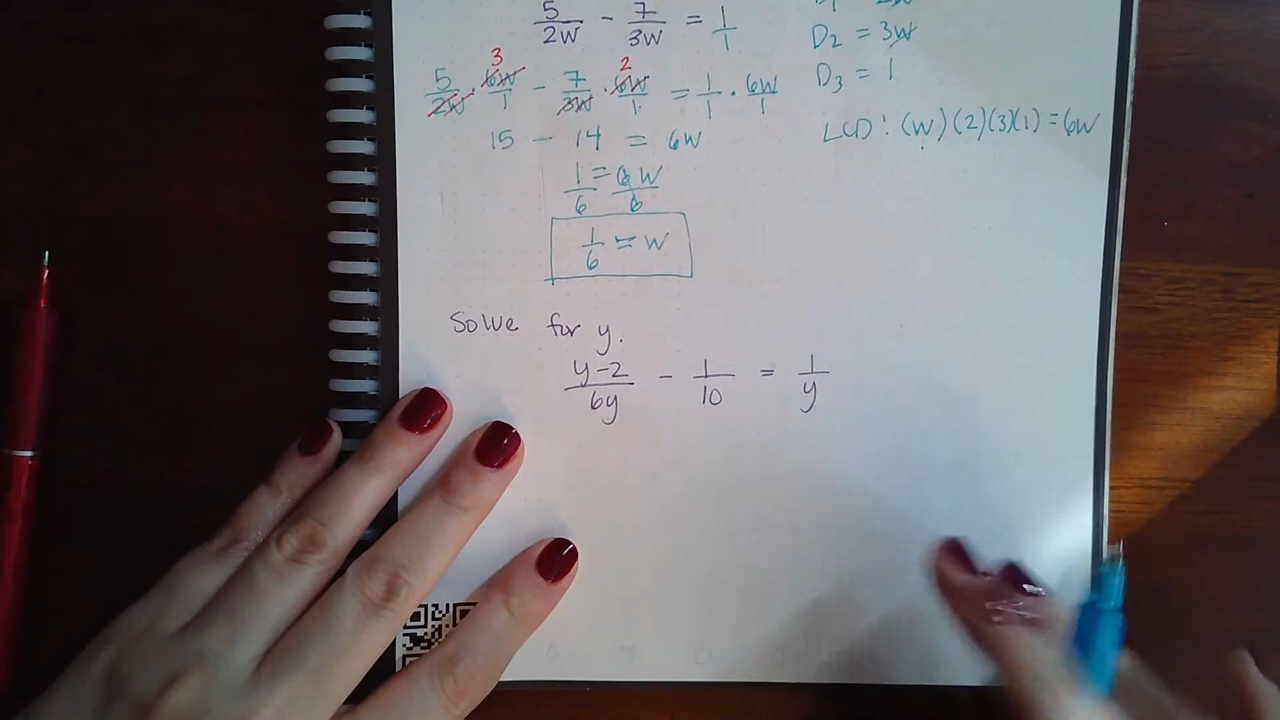 5/2w - 7/3w = 1/1
D2 = 3w
D3 = 1
5/2w · 6w/1 - 7/3w · 6w/1 = 1/1 · 6w/1
3 2
LCD: (w)(2)(3)(1) = 6w
15 - 14 = 6w
1/6 = 6w/6
1/6 = w
Solve for y.
y-2/6y - 1/10 = 1/y